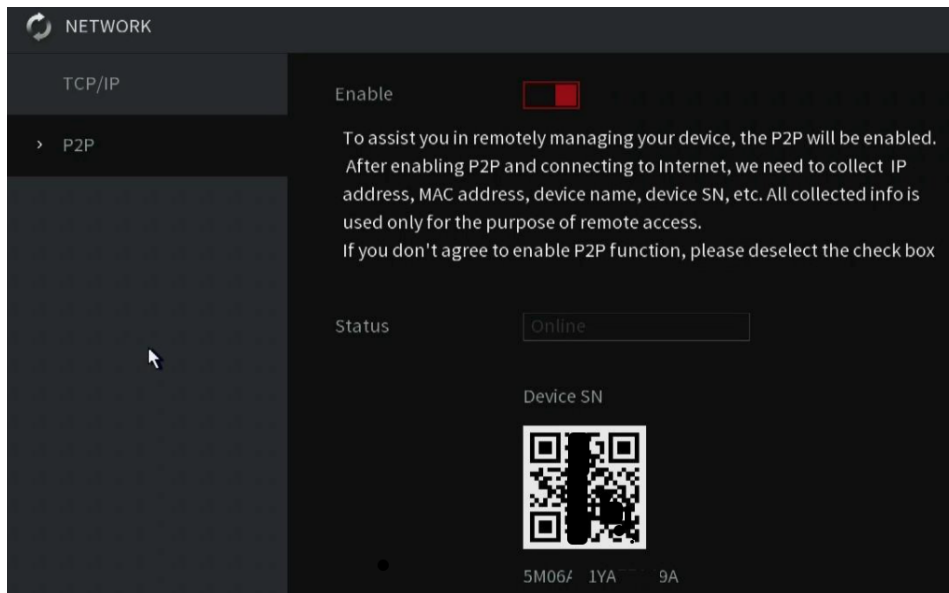 NETWORK
TCP/IP
P2P
Enable
To assist you in remotely managing your device, the P2P will be enabled.
After enabling P2P and connecting to Internet, we need to collect IP
address, MAC address, device name, device SN, etc. All collected info is
used only for the purpose of remote access.
If you don't agree to enable P2P function, please deselect the check box
Status
Online
Device SN